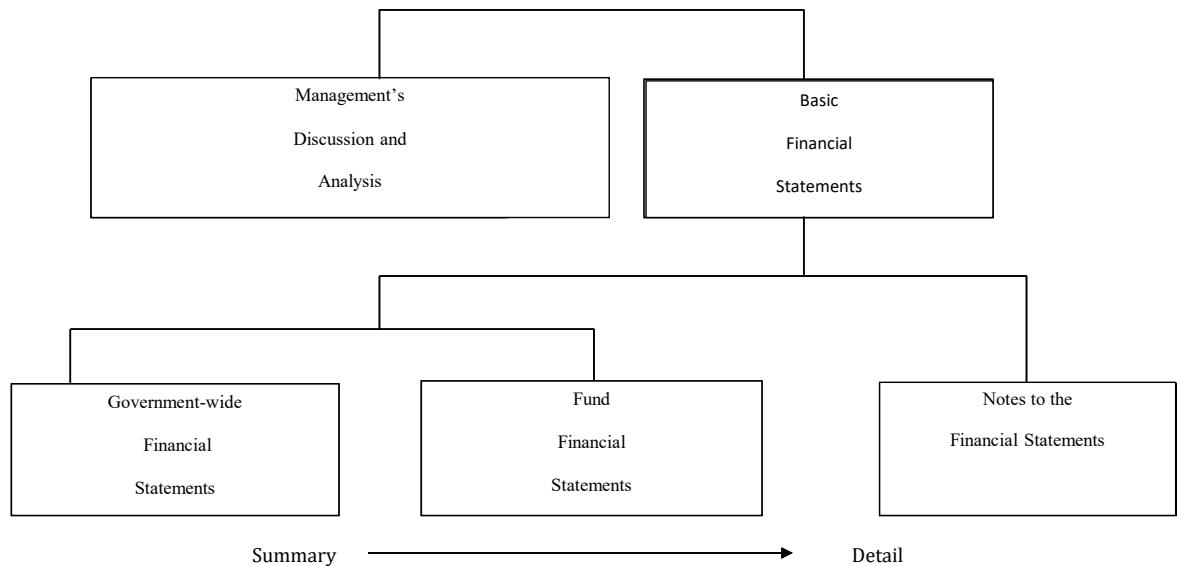 Management’s
Discussion and
Analysis
Basic
Financial
Statements
Government-wide
Financial
Statements
Fund
Financial
Statements
Notes to the
Financial Statements
Summary
Detail